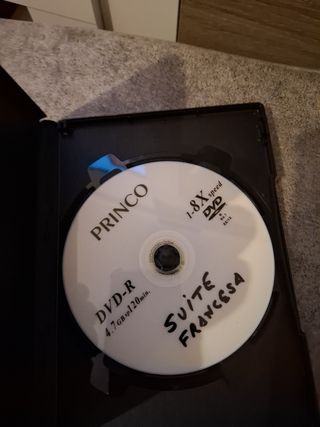 PRINCO
1-8X speed
DVD
R
DVD-R
4.7GB 120min.
SUITE
FRANCESA